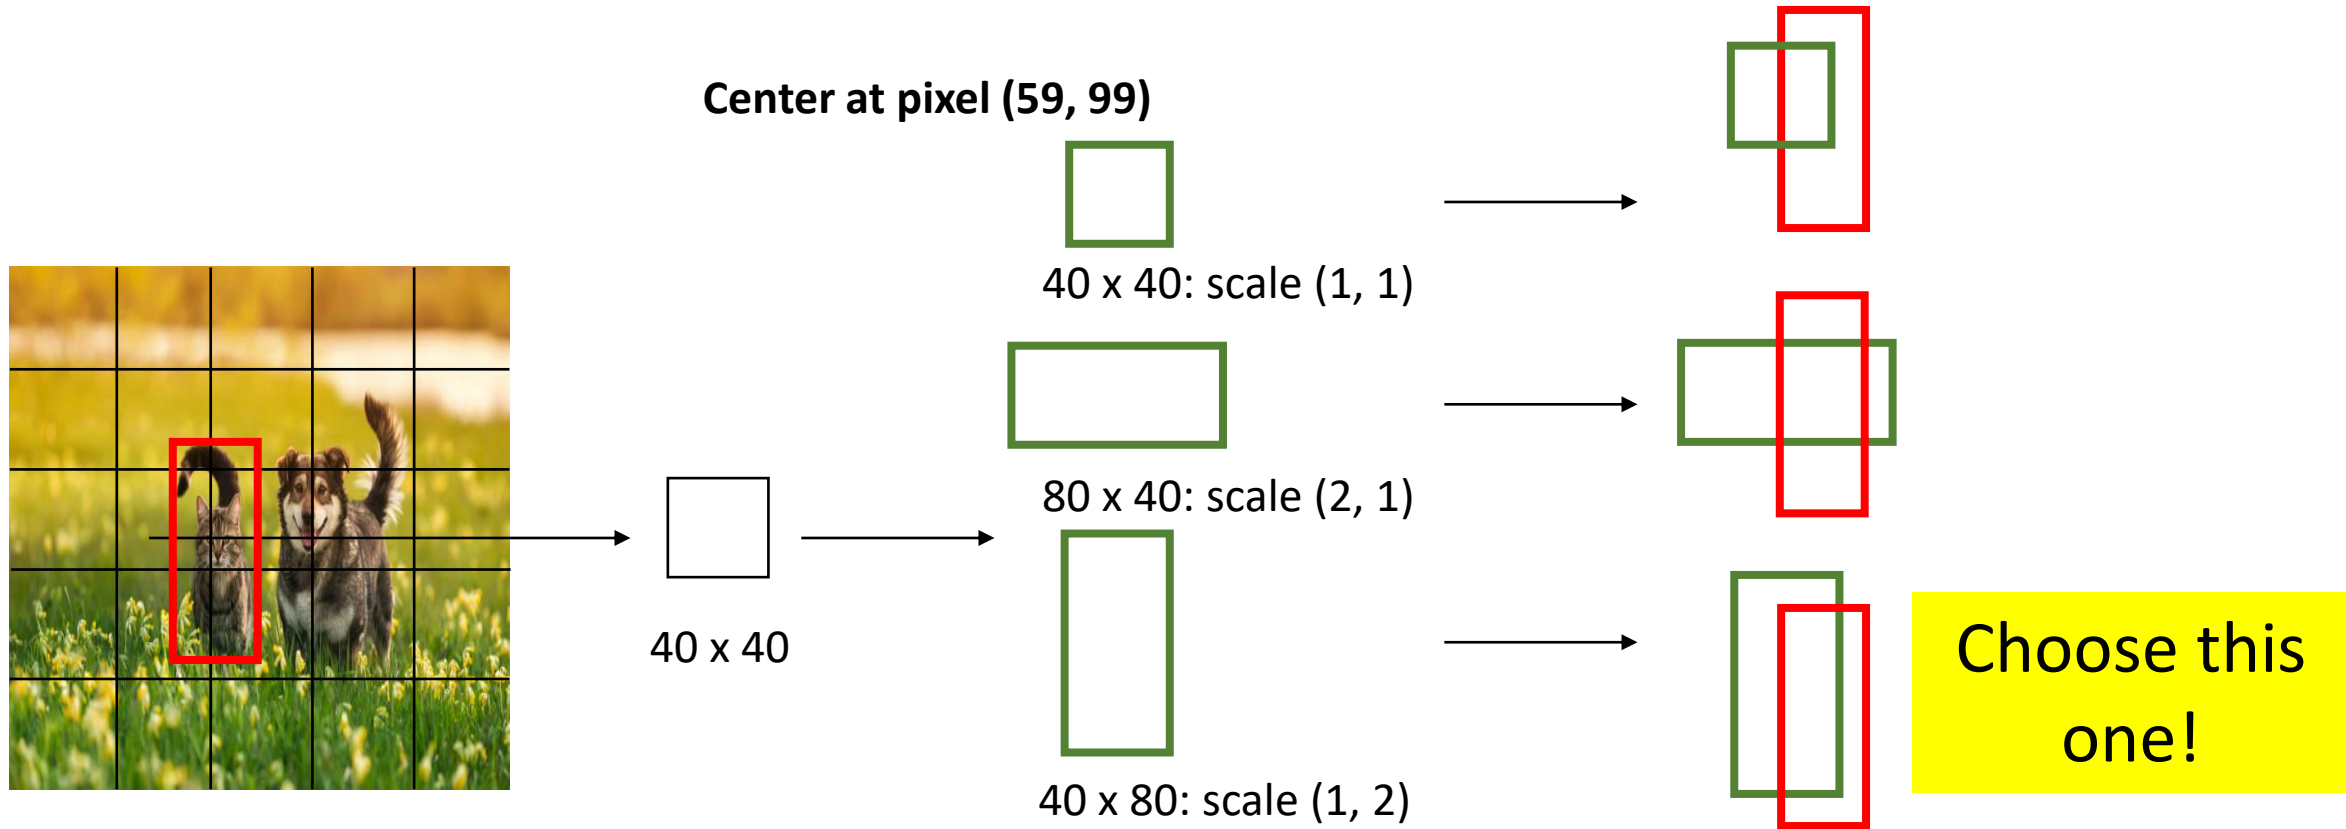 Center at pixel (59, 99)
40 x 40: scale (1, 1)
80 x 40: scale (2, 1)
40 x 40
40 x 80: scale (1, 2)
Choose this
one!